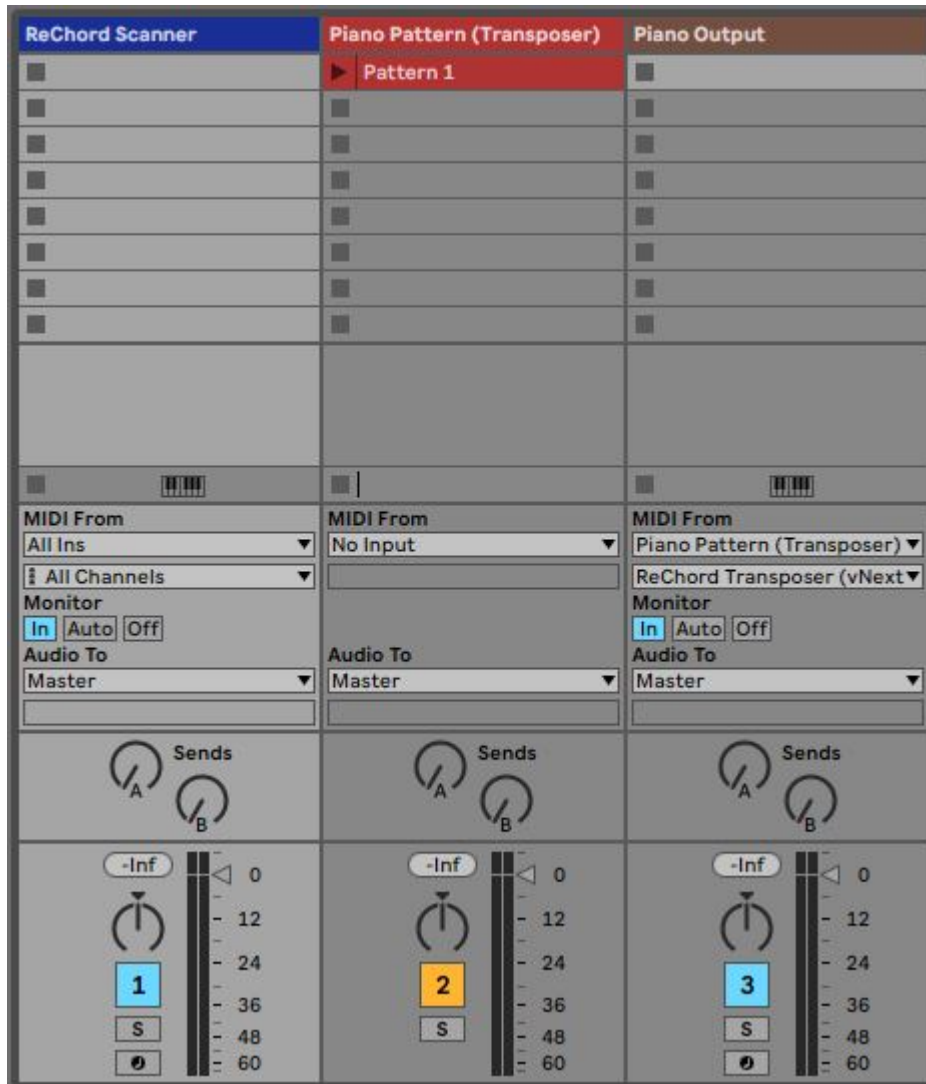 ReChord Scanner
Piano Pattern (Transposer)
Piano Output
Pattern 1
MIDI From
All Ins
All Channels
Monitor
In Auto Off
Audio To
Master
Sends
A
B
-Inf
0
12
24
36
48
60
1
S
MIDI From
No Input
Audio To
Master
Sends
A
B
-Inf
0
12
24
36
48
60
2
S
MIDI From
Piano Pattern (Transposer)
ReChord Transposer (vNext
Monitor
In Auto Off
Audio To
Master
Sends
A
B
-Inf
0
12
24
36
48
60
3
S